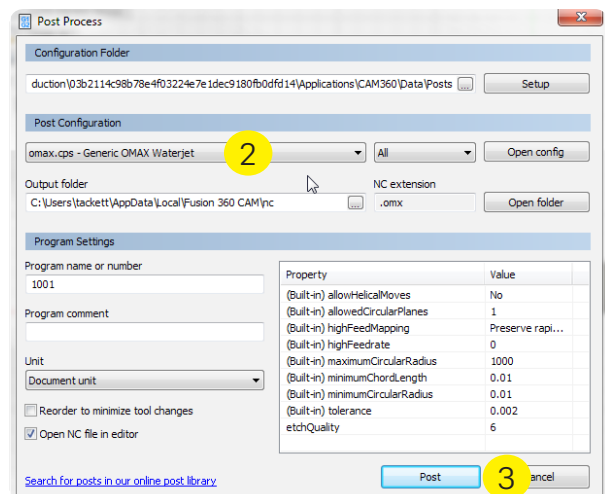 Post Process
Configuration Folder
duction\03b2114c98b78e4f03224e7e1dec9180fb0dfd14\Applications\CAM360\Data\Posts ... Setup
Post Configuration
omax.cps - Generic OMAX Waterjet 2 All Open config
Output folder NC extension
C:\Users\tackett\AppData\Local\Fusion 360 CAM\nc ... .omx Open folder
Program Settings
Program name or number
1001
Program comment
Unit
Document unit
Reorder to minimize tool changes
Open NC file in editor
Search for posts in our online post library
Property Value
(Built-in) allowHelicalMoves No
(Built-in) allowedCircularPlanes 1
(Built-in) highFeedMapping Preserve rapi...
(Built-in) highFeedrate 0
(Built-in) maximumCircularRadius 1000
(Built-in) minimumChordLength 0.01
(Built-in) minimumCircularRadius 0.01
(Built-in) tolerance 0.002
etchQuality 6
Post 3 ancel